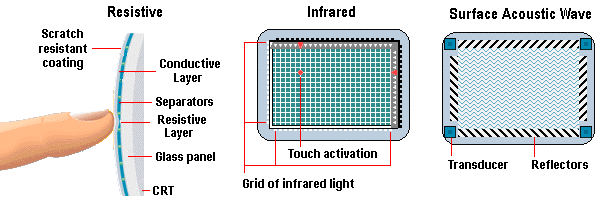 Resistive
Scratch
resistant
coating
Conductive
Layer
Separators
Resistive
Layer
Glass panel
CRT
Infrared
Touch activation
Grid of infrared light
Surface Acoustic Wave
Transducer
Reflectors